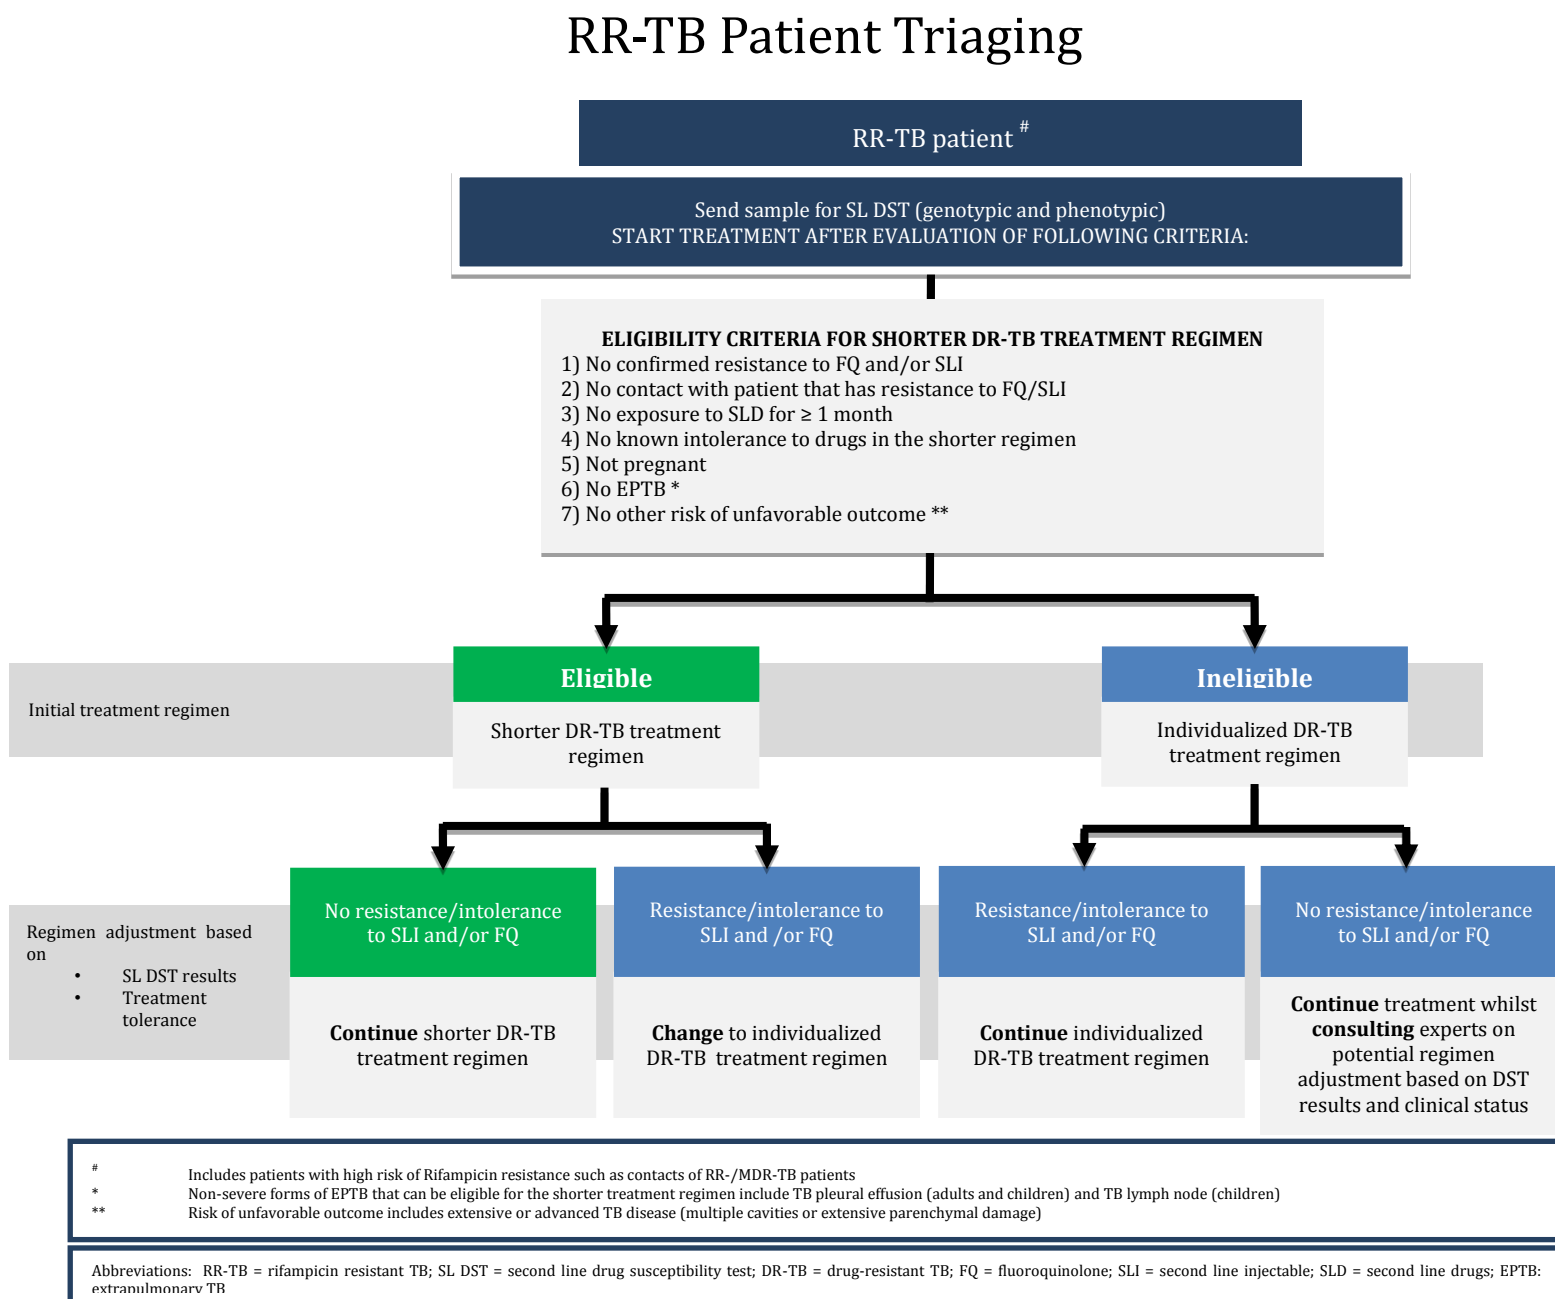 RR-TB Patient Triaging
RR-TB patient #
Send sample for SL DST (genotypic and phenotypic)
START TREATMENT AFTER EVALUATION OF FOLLOWING CRITERIA:
ELIGIBILITY CRITERIA FOR SHORTER DR-TB TREATMENT REGIMEN
1) No confirmed resistance to FQ and/or SLI
2) No contact with patient that has resistance to FQ/SLI
3) No exposure to SLD for ≥ 1 month
4) No known intolerance to drugs in the shorter regimen
5) Not pregnant
6) No EPTB *
7) No other risk of unfavorable outcome **
Initial treatment regimen
Eligible
Shorter DR-TB treatment
regimen
Ineligible
Individualized DR-TB
treatment regimen
Regimen adjustment based
on
• SL DST results
• Treatment
tolerance
No resistance/intolerance
to SLI and/or FQ
Continue shorter DR-TB
treatment regimen
Resistance/intolerance to
SLI and /or FQ
Change to individualized
DR-TB treatment regimen
Resistance/intolerance to
SLI and/or FQ
Continue individualized
DR-TB treatment regimen
No resistance/intolerance
to SLI and/or FQ
Continue treatment whilst
consulting experts on
potential regimen
adjustment based on DST
results and clinical status
# Includes patients with high risk of Rifampicin resistance such as contacts of RR-/MDR-TB patients
* Non-severe forms of EPTB that can be eligible for the shorter treatment regimen include TB pleural effusion (adults and children) and TB lymph node (children)
** Risk of unfavorable outcome includes extensive or advanced TB disease (multiple cavities or extensive parenchymal damage)
Abbreviations: RR-TB = rifampicin resistant TB; SL DST = second line drug susceptibility test; DR-TB = drug-resistant TB; FQ = fluoroquinolone; SLI = second line injectable; SLD = second line drugs; EPTB:
extrapulmonary TB